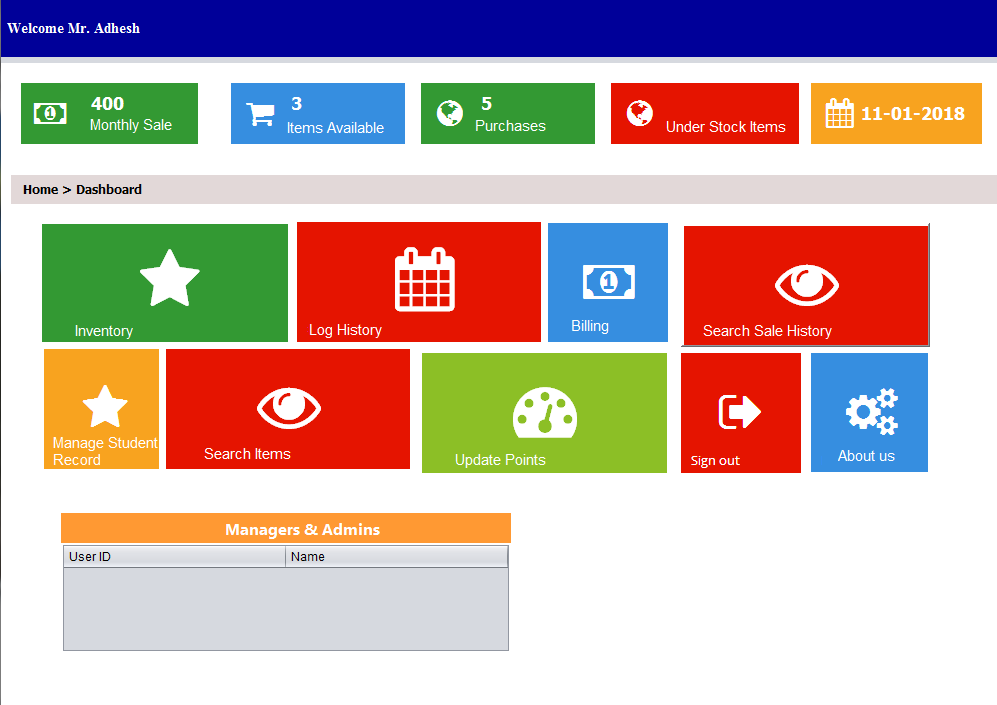 Welcome Mr. Adhesh
400
Monthly Sale
3
Items Available
5
Purchases
Under Stock Items
11-01-2018
Home > Dashboard
Inventory
Log History
1
Billing
Search Sale History
Manage Student
Record
Search Items
Update Points
Sign out
About us
Managers & Admins
User ID Name